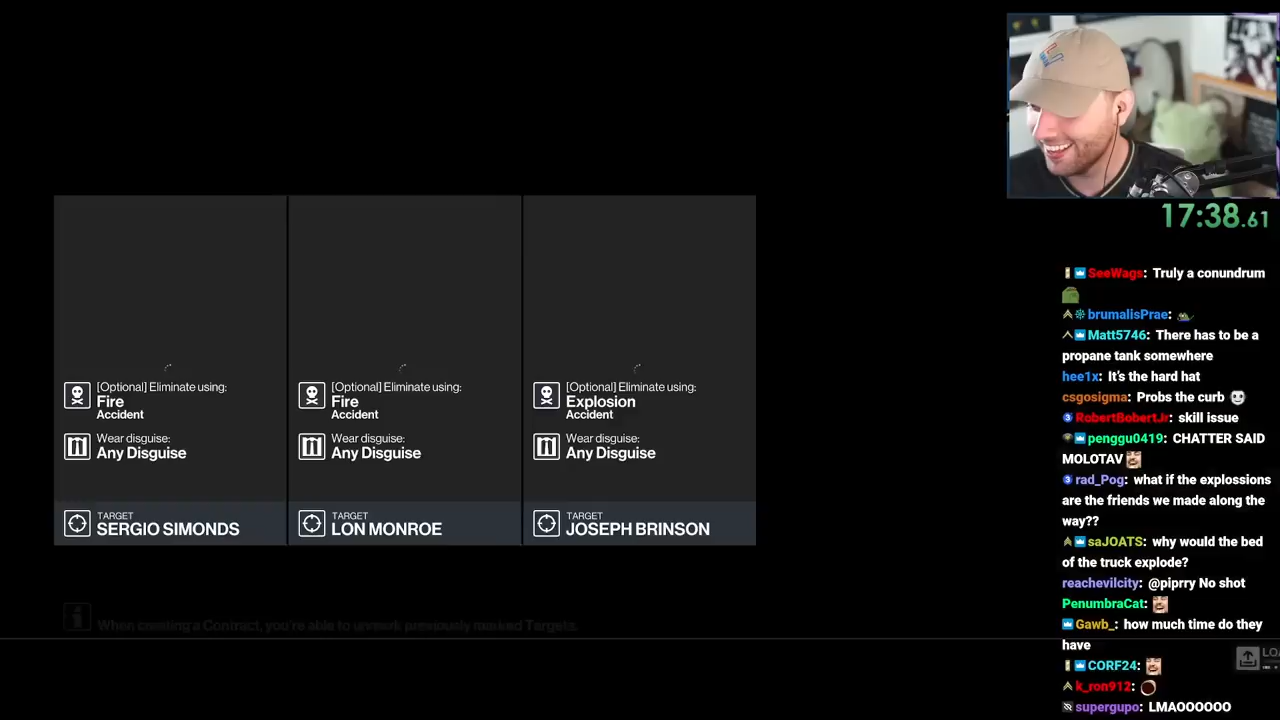 17:38.61
SeeWags: Truly a conundrum
brumalisPrae:
Matt5746: There has to be a
propane tank somewhere
hee1x: It's the hard hat
csgosigma: Probs the curb
RobertBobertJr: skill issue
penggu0419: CHATTER SAID
MOLOTAV
rad_Pog: what if the explossions
are the friends we made along the
way??
saJOATS: why would the bed
of the truck explode?
reachevilcity: @piprry No shot
PenumbraCat:
Gawb_: how much time do they
have
CORF24:
k_ron912:
supergupo: LMAOOOOOO
[Optional] Eliminate using:
Fire
Accident
Wear disguise:
Any Disguise
TARGET
SERGIO SIMONDS
[Optional] Eliminate using:
Fire
Accident
Wear disguise:
Any Disguise
TARGET
LON MONROE
[Optional] Eliminate using:
Explosion
Accident
Wear disguise:
Any Disguise
TARGET
JOSEPH BRINSON
When creating a Contract, you're able to unmark previously marked Targets.